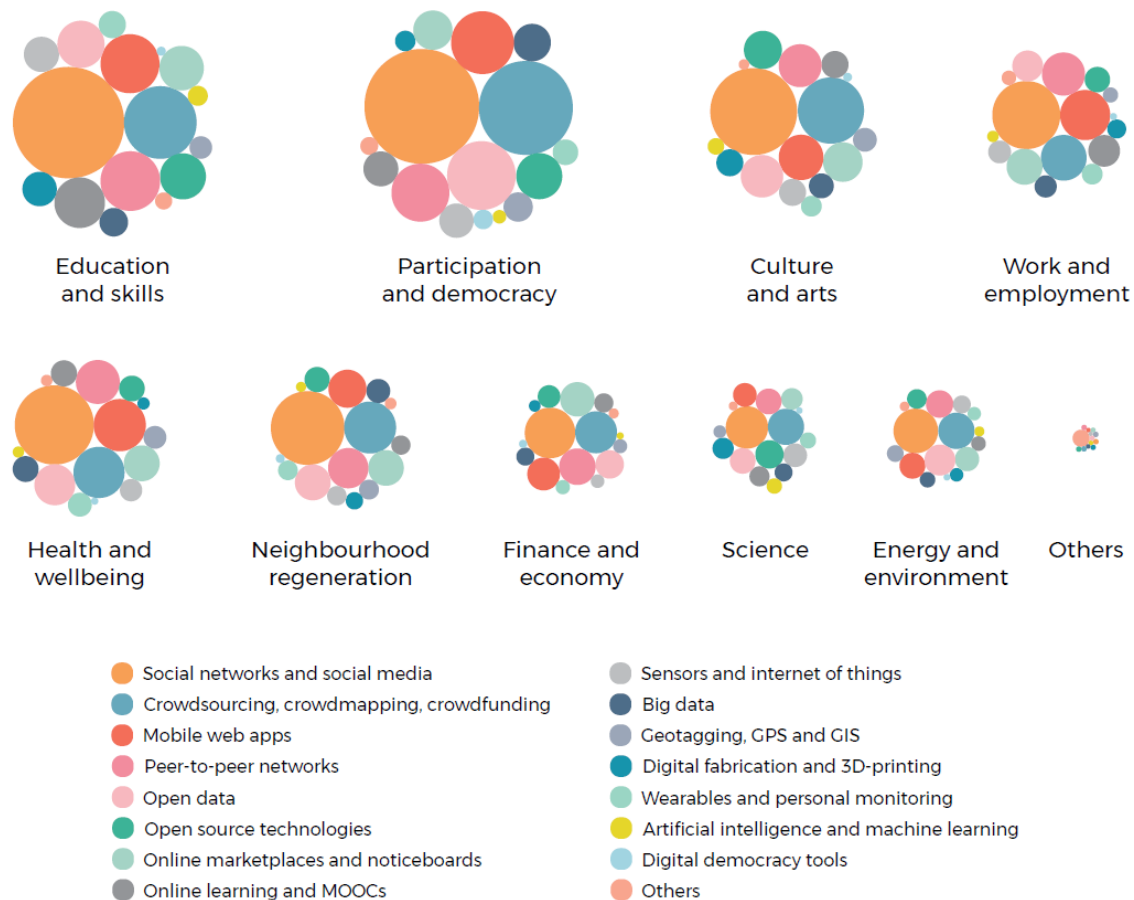 Education
and skills
Participation
and democracy
Culture
and arts
Work and
employment
Health and
wellbeing
Neighbourhood
regeneration
Finance and
economy
Science
Energy and
environment
Others
Social networks and social media
Crowdsourcing, crowdmapping, crowdfunding
Mobile web apps
Peer-to-peer networks
Open data
Open source technologies
Online marketplaces and noticeboards
Online learning and MOOCs
Sensors and internet of things
Big data
Geotagging, GPS and GIS
Digital fabrication and 3D-printing
Wearables and personal monitoring
Artificial intelligence and machine learning
Digital democracy tools
Others